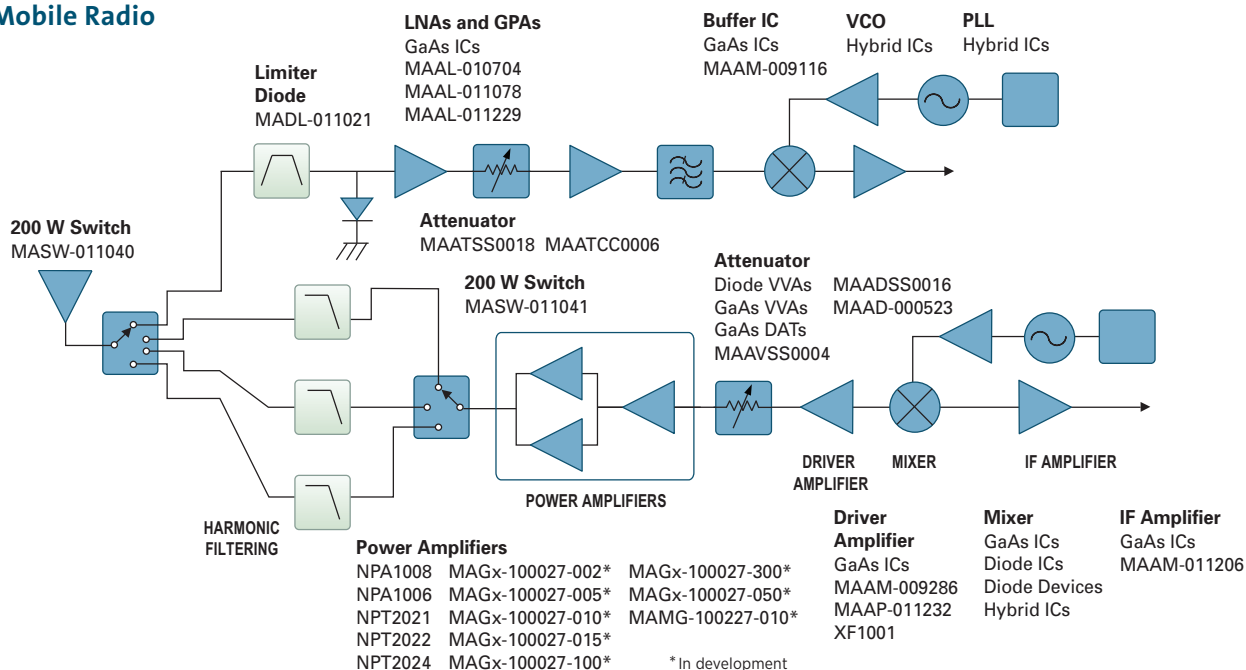 Mobile Radio
LNAs and GPAs
GaAs ICs
MAAL-010704
MAAL-011078
MAAL-011229
Buffer IC
GaAs ICs
MAAM-009116
VCO
Hybrid ICs
PLL
Hybrid ICs
Limiter
Diode
MADL-011021
200 W Switch
MASW-011040
Attenuator
MAATSS0018 MAATCC0006
200 W Switch
MASW-011041
Attenuator
Diode VVAs MAADSS0016
GaAs VVAs MAAD-000523
GaAs DATs
MAAVSS0004
HARMONIC
FILTERING
POWER AMPLIFIERS
DRIVER
AMPLIFIER
MIXER
IF AMPLIFIER
Power Amplifiers
NPA1008 MAGx-100027-002* MAGx-100027-300*
NPA1006 MAGx-100027-005* MAGx-100027-050*
NPT2021 MAGx-100027-010* MAMG-100227-010*
NPT2022 MAGx-100027-015*
NPT2024 MAGx-100027-100*
*In development
Driver
Amplifier
GaAs ICs
MAAM-009286
MAAP-011232
XF1001
Mixer
GaAs ICs
Diode ICs
Diode Devices
Hybrid ICs
IF Amplifier
GaAs ICs
MAAM-011206